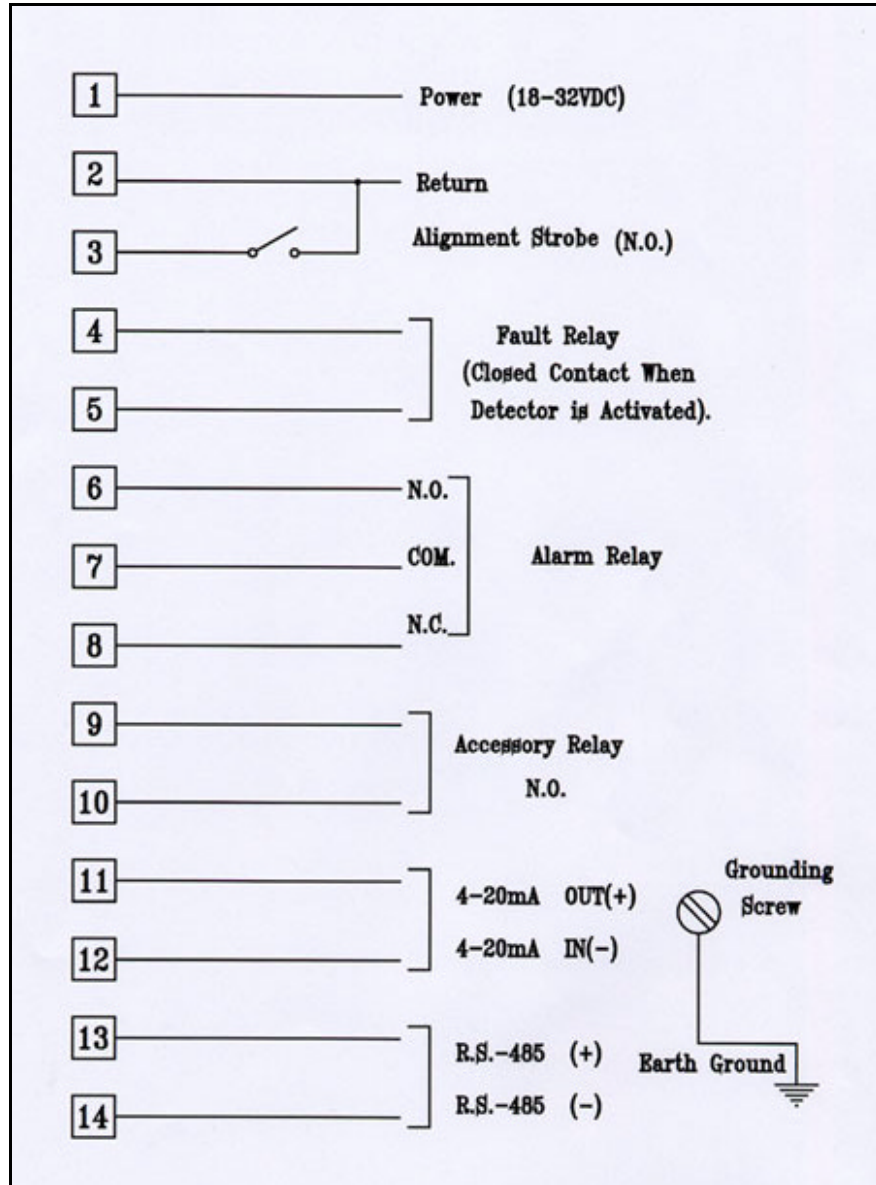 1 Power (18-32VDC)
2 Return
3 Alignment Strobe (N.O.)
4 Fault Relay
(Closed Contact When
5 Detector is Activated).
6 N.O.
7 COM. Alarm Relay
8 N.C.
9 Accessory Relay
10 N.O.
11 4-20mA OUT(+)
12 4-20mA IN(-)
13 R.S.-485 (+)
14 R.S.-485 (-)
Grounding
Screw
Earth Ground